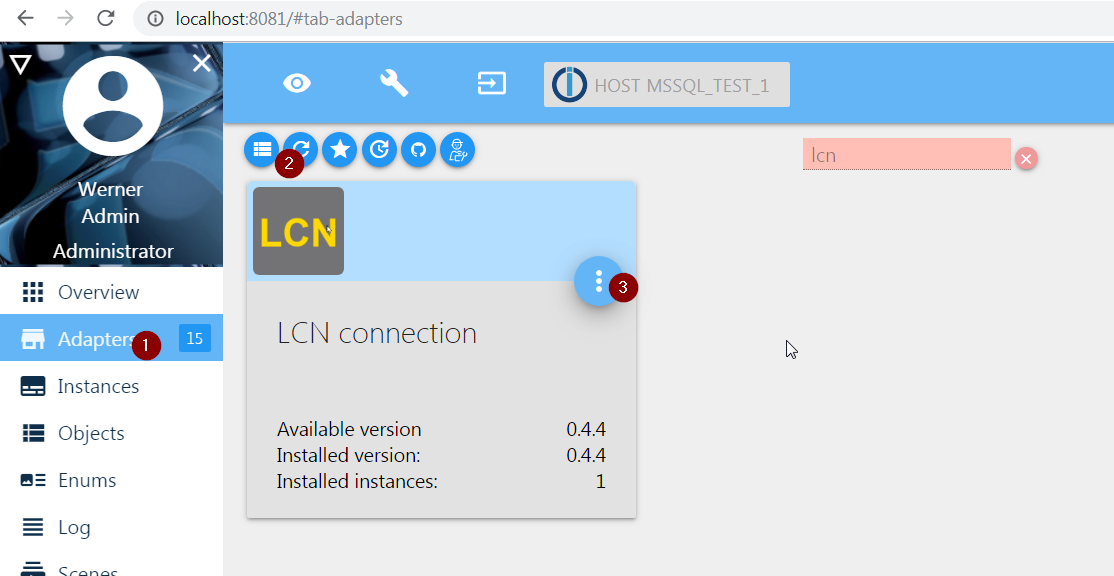 localhost:8081/#tab-adapters
HOST MSSQL_TEST_1
Werner
Admin
Administrator
Overview
Adapters 1 15
Instances
Objects
Enums
Log
Scenes
2
lcn
LCN
3
LCN connection
Available version 0.4.4
Installed version: 0.4.4
Installed instances: 1